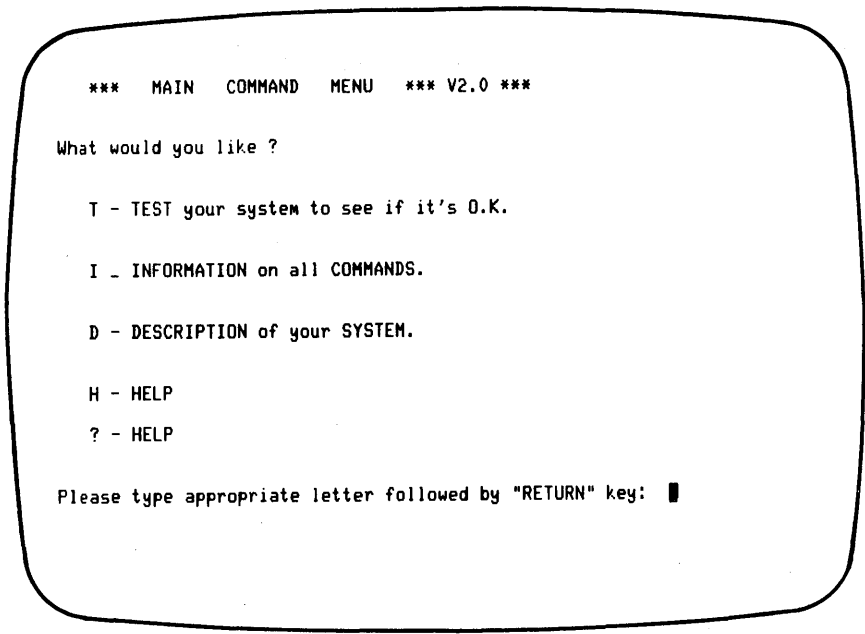 *** MAIN COMMAND MENU *** V2.0 ***
What would you like ?
T - TEST your system to see if it's O.K.
I _ INFORMATION on all COMMANDS.
D - DESCRIPTION of your SYSTEM.
H - HELP
? - HELP
Please type appropriate letter followed by "RETURN" key: